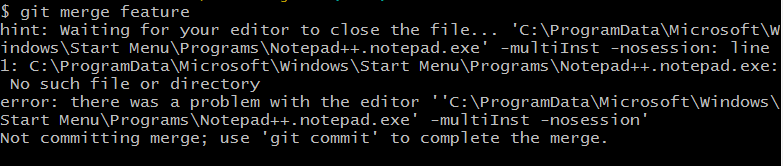 $ git merge feature
hint: Waiting for your editor to close the file... 'C:\ProgramData\Microsoft\W
indows\Start Menu\Programs\Notepad++.notepad.exe' -multiInst -nosession: line
1: C:\ProgramData\Microsoft\Windows\Start Menu\Programs\Notepad++.notepad.exe:
 No such file or directory
error: there was a problem with the editor ''C:\ProgramData\Microsoft\Windows\
Start Menu\Programs\Notepad++.notepad.exe' -multiInst -nosession'
Not committing merge; use 'git commit' to complete the merge.